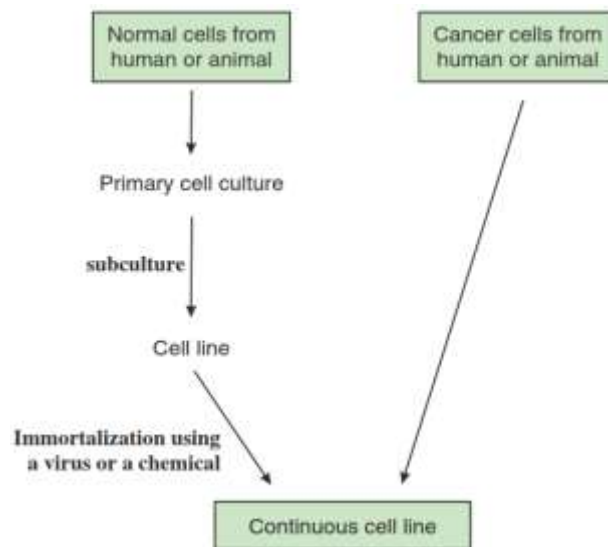 Normal cells from
human or animal
Cancer cells from
human or animal
Primary cell culture
subculture
Cell line
Immortalization using
a virus or a chemical
Continuous cell line